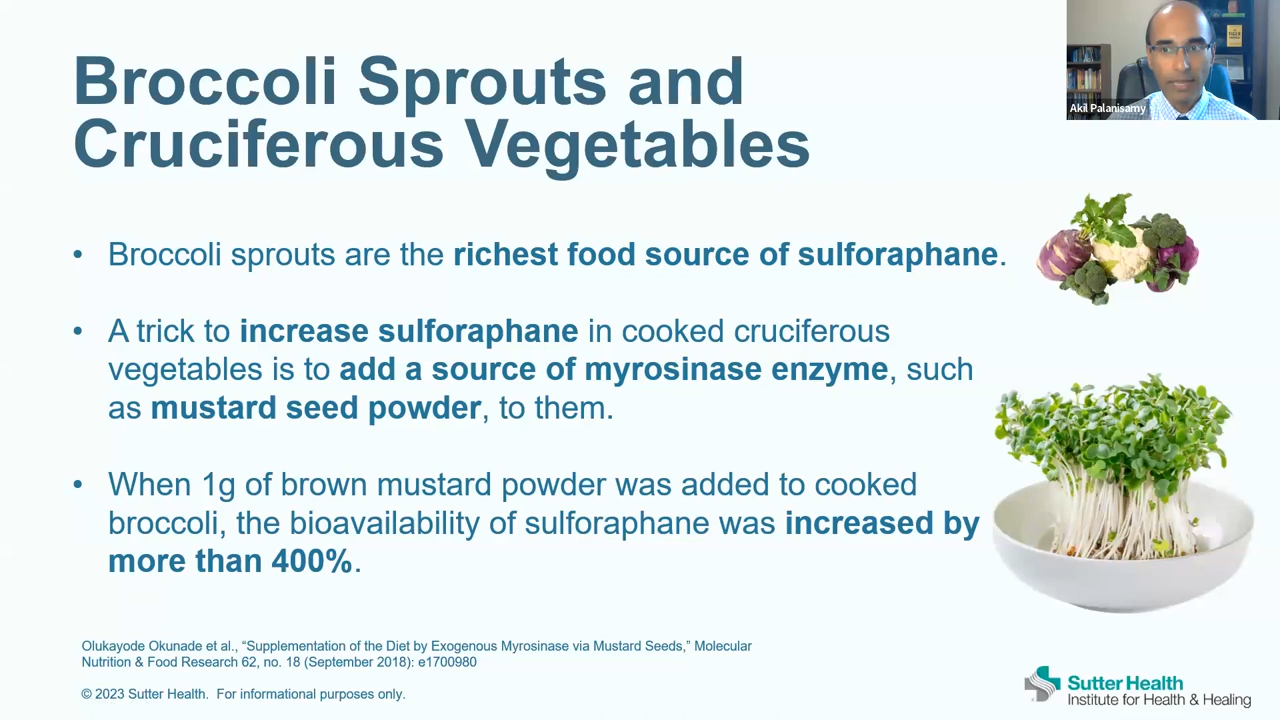 Broccoli Sprouts and
Cruciferous Vegetables
Akil Palanisamy
• Broccoli sprouts are the richest food source of sulforaphane.
• A trick to increase sulforaphane in cooked cruciferous
vegetables is to add a source of myrosinase enzyme, such
as mustard seed powder, to them.
• When 1g of brown mustard powder was added to cooked
broccoli, the bioavailability of sulforaphane was increased by
more than 400%.
Olukayode Okunade et al., “Supplementation of the Diet by Exogenous Myrosinase via Mustard Seeds,” Molecular
Nutrition & Food Research 62, no. 18 (September 2018): e1700980
© 2023 Sutter Health. For informational purposes only.
Sutter Health
Institute for Health & Healing